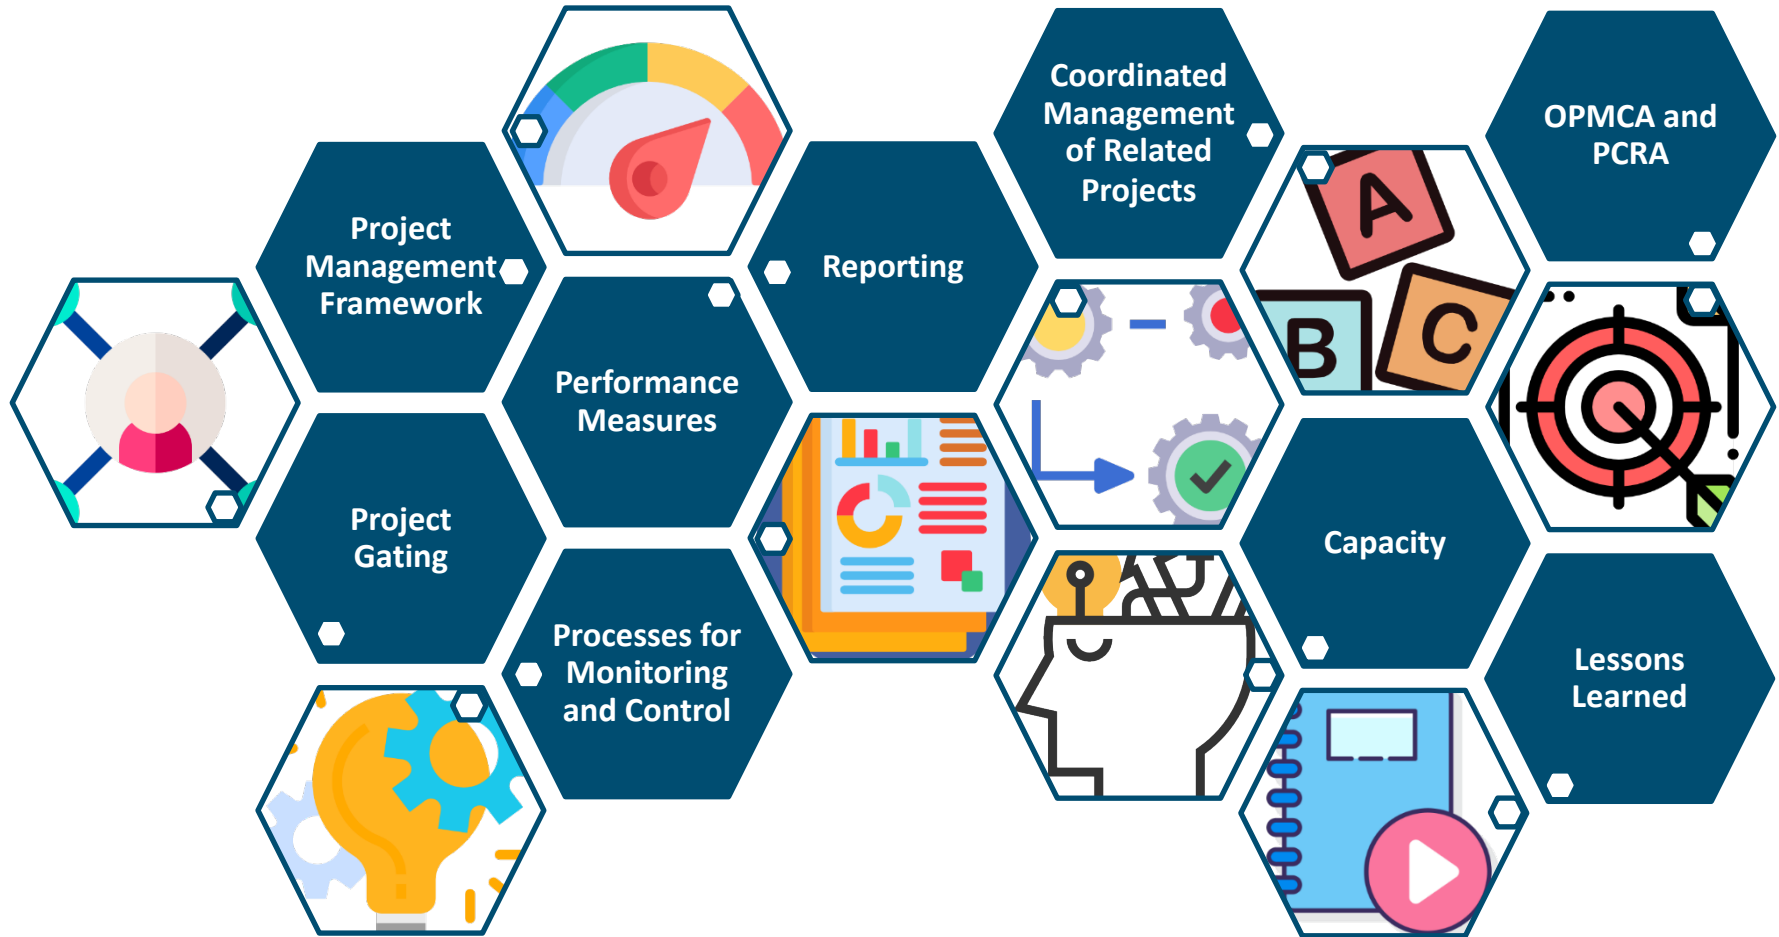 Project
Management
Framework
Project
Gating
Performance
Measures
Processes for
Monitoring
and Control
Reporting
Coordinated
Management
of Related
Projects
A
B
C
Capacity
OPMCA and
PCRA
Lessons
Learned